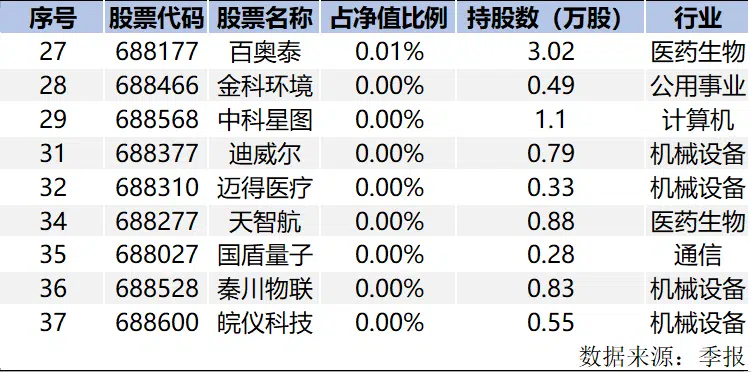 序号 股票代码 股票名称 占净值比例 持股数（万股） 行业
27 688177 百奥泰 0.01% 3.02 医药生物
28 688466 金科环境 0.00% 0.49 公用事业
29 688568 中科星图 0.00% 1.1 计算机
31 688377 迪威尔 0.00% 0.79 机械设备
32 688310 迈得医疗 0.00% 0.33 机械设备
34 688277 天智航 0.00% 0.88 医药生物
35 688027 国盾量子 0.00% 0.28 通信
36 688528 秦川物联 0.00% 0.83 机械设备
37 688600 皖仪科技 0.00% 0.55 机械设备
数据来源：季报